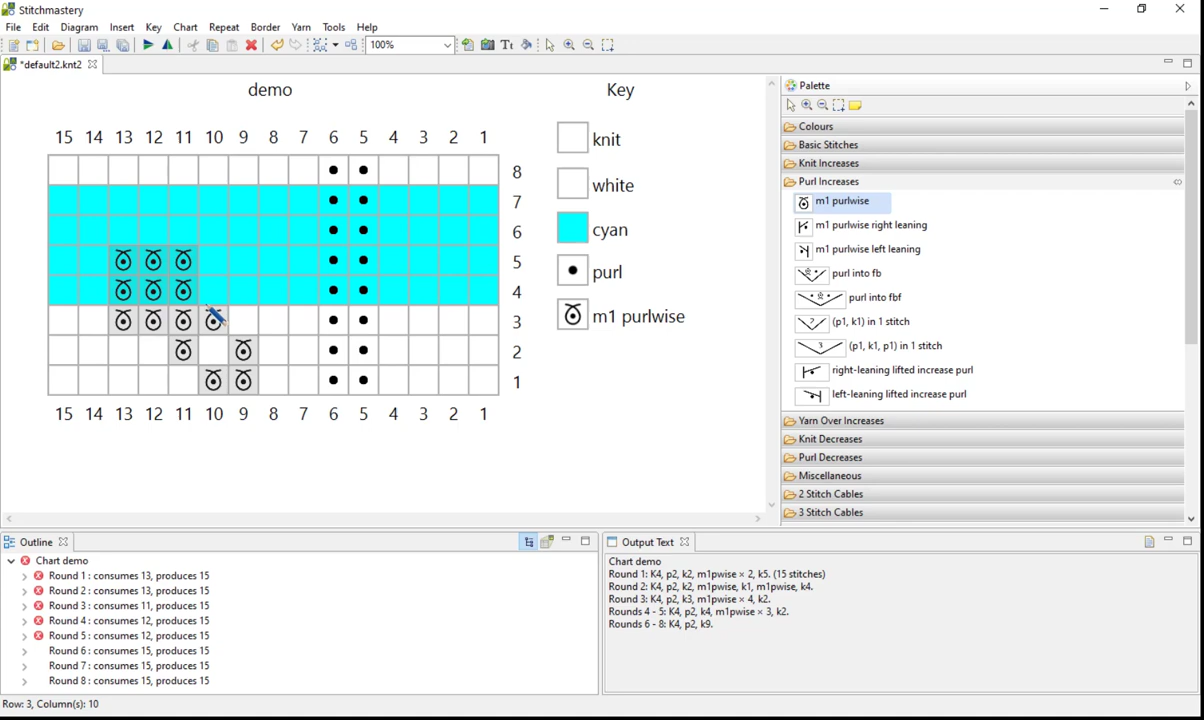 Stitchmastery
File Edit Diagram Insert Key Chart Repeat Border Yarn Tools Help
100% Tt
*default2.knt2
demo
Key
15 14 13 12 11 10 9 8 7 6 5 4 3 2 1
8
7
6
5
4
3
2
1
15 14 13 12 11 10 9 8 7 6 5 4 3 2 1
knit
white
cyan
purl
m1 purlwise
Palette
Colours
Basic Stitches
Knit Increases
Purl Increases
m1 purlwise
m1 purlwise right leaning
m1 purlwise left leaning
purl into fb
purl into fbf
(p1, k1) in 1 stitch
(p1, k1, p1) in 1 stitch
right-leaning lifted increase purl
left-leaning lifted increase purl
Yarn Over Increases
Knit Decreases
Purl Decreases
Miscellaneous
2 Stitch Cables
3 Stitch Cables
Outline
Chart demo
Round 1 : consumes 13, produces 15
Round 2 : consumes 13, produces 15
Round 3 : consumes 11, produces 15
Round 4 : consumes 12, produces 15
Round 5 : consumes 12, produces 15
Round 6 : consumes 15, produces 15
Round 7 : consumes 15, produces 15
Round 8 : consumes 15, produces 15
Output Text
Chart demo
Round 1: K4, p2, k2, m1pwise × 2, k5. (15 stitches)
Round 2: K4, p2, k2, m1pwise, k1, m1pwise, k4.
Round 3: K4, p2, k3, m1pwise × 4, k2.
Rounds 4 - 5: K4, p2, k4, m1pwise × 3, k2.
Rounds 6 - 8: K4, p2, k9.
Row: 3, Column(s): 10